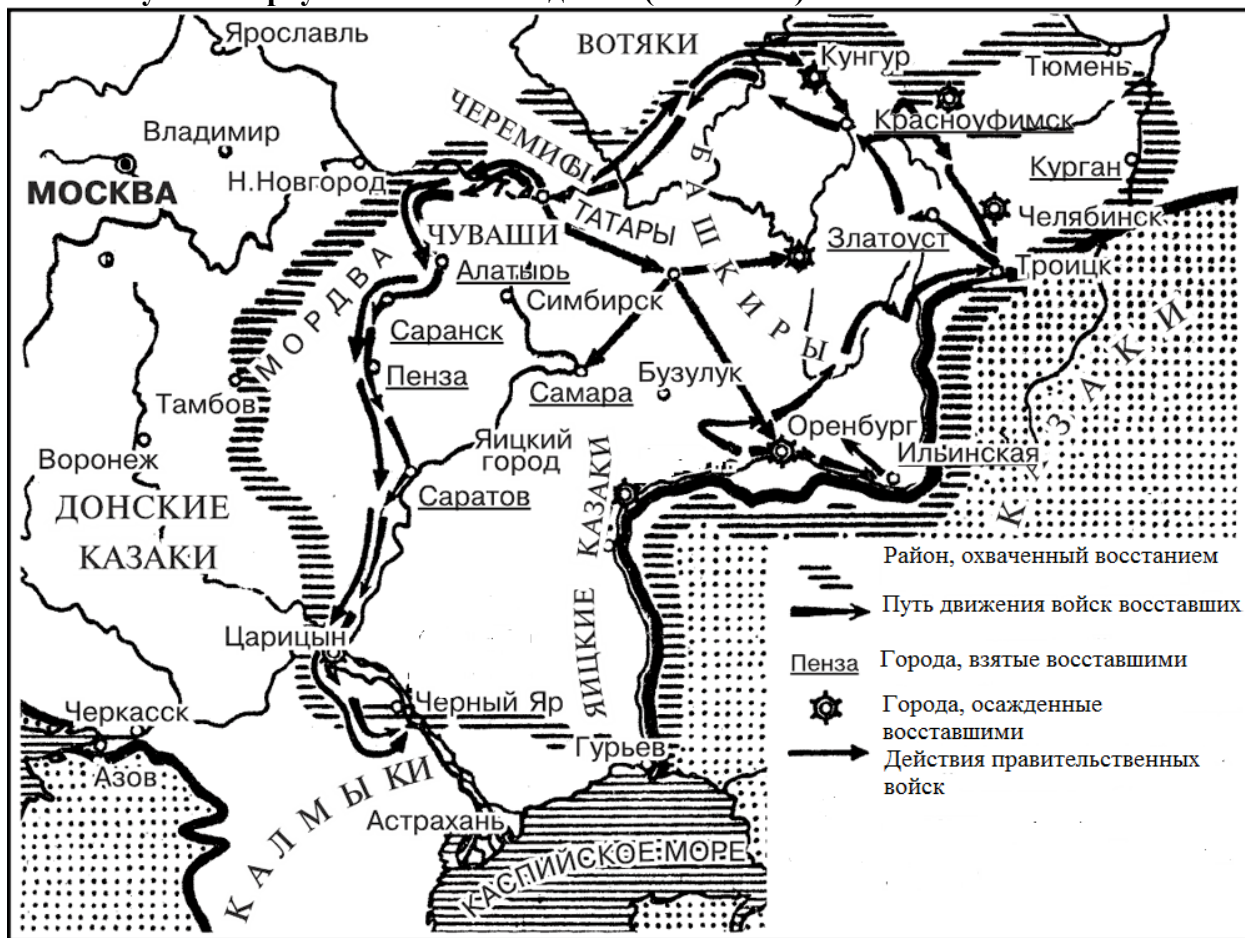 Ярославль
ВОТЯКИ
Кунгур
Тюмень
Владимир
ЧЕРЕМИСЫ
Красноуфимск
МОСКВА
Н.Новгород
БАШКИРЫ
Курган
ТАТАРЫ
Челябинск
ЧУВАШИ
Златоуст
Алатырь
Троицк
МОРДВА
Симбирск
Саранск
Пенза
Самара
Бузулук
КАЗАКИ
Тамбов
Оренбург
Воронеж
Яицкий
город
Ильинская
Саратов
ДОНСКИЕ
КАЗАКИ
ЯИЦКИЕ КАЗАКИ
Царицын
Черный Яр
Черкасск
Гурьев
Азов
КАЛМЫКИ
Астрахань
КАСПИЙСКОЕ МОРЕ
Район, охваченный восстанием
Путь движения войск восставших
Пенза
Города, взятые восставшими
Города, осажденные
восставшими
Действия правительственных
войск